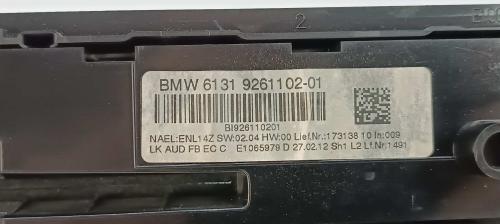 2
BMW 6131 9261102-01
BI926110201
NAEL:ENL14Z SW:02.04 HW:00 Lief.Nr.:173138 10 In:009
LK AUD FB EC C E1065979 D 27.02.12 Sh1 L2 Lf.Nr.:1491